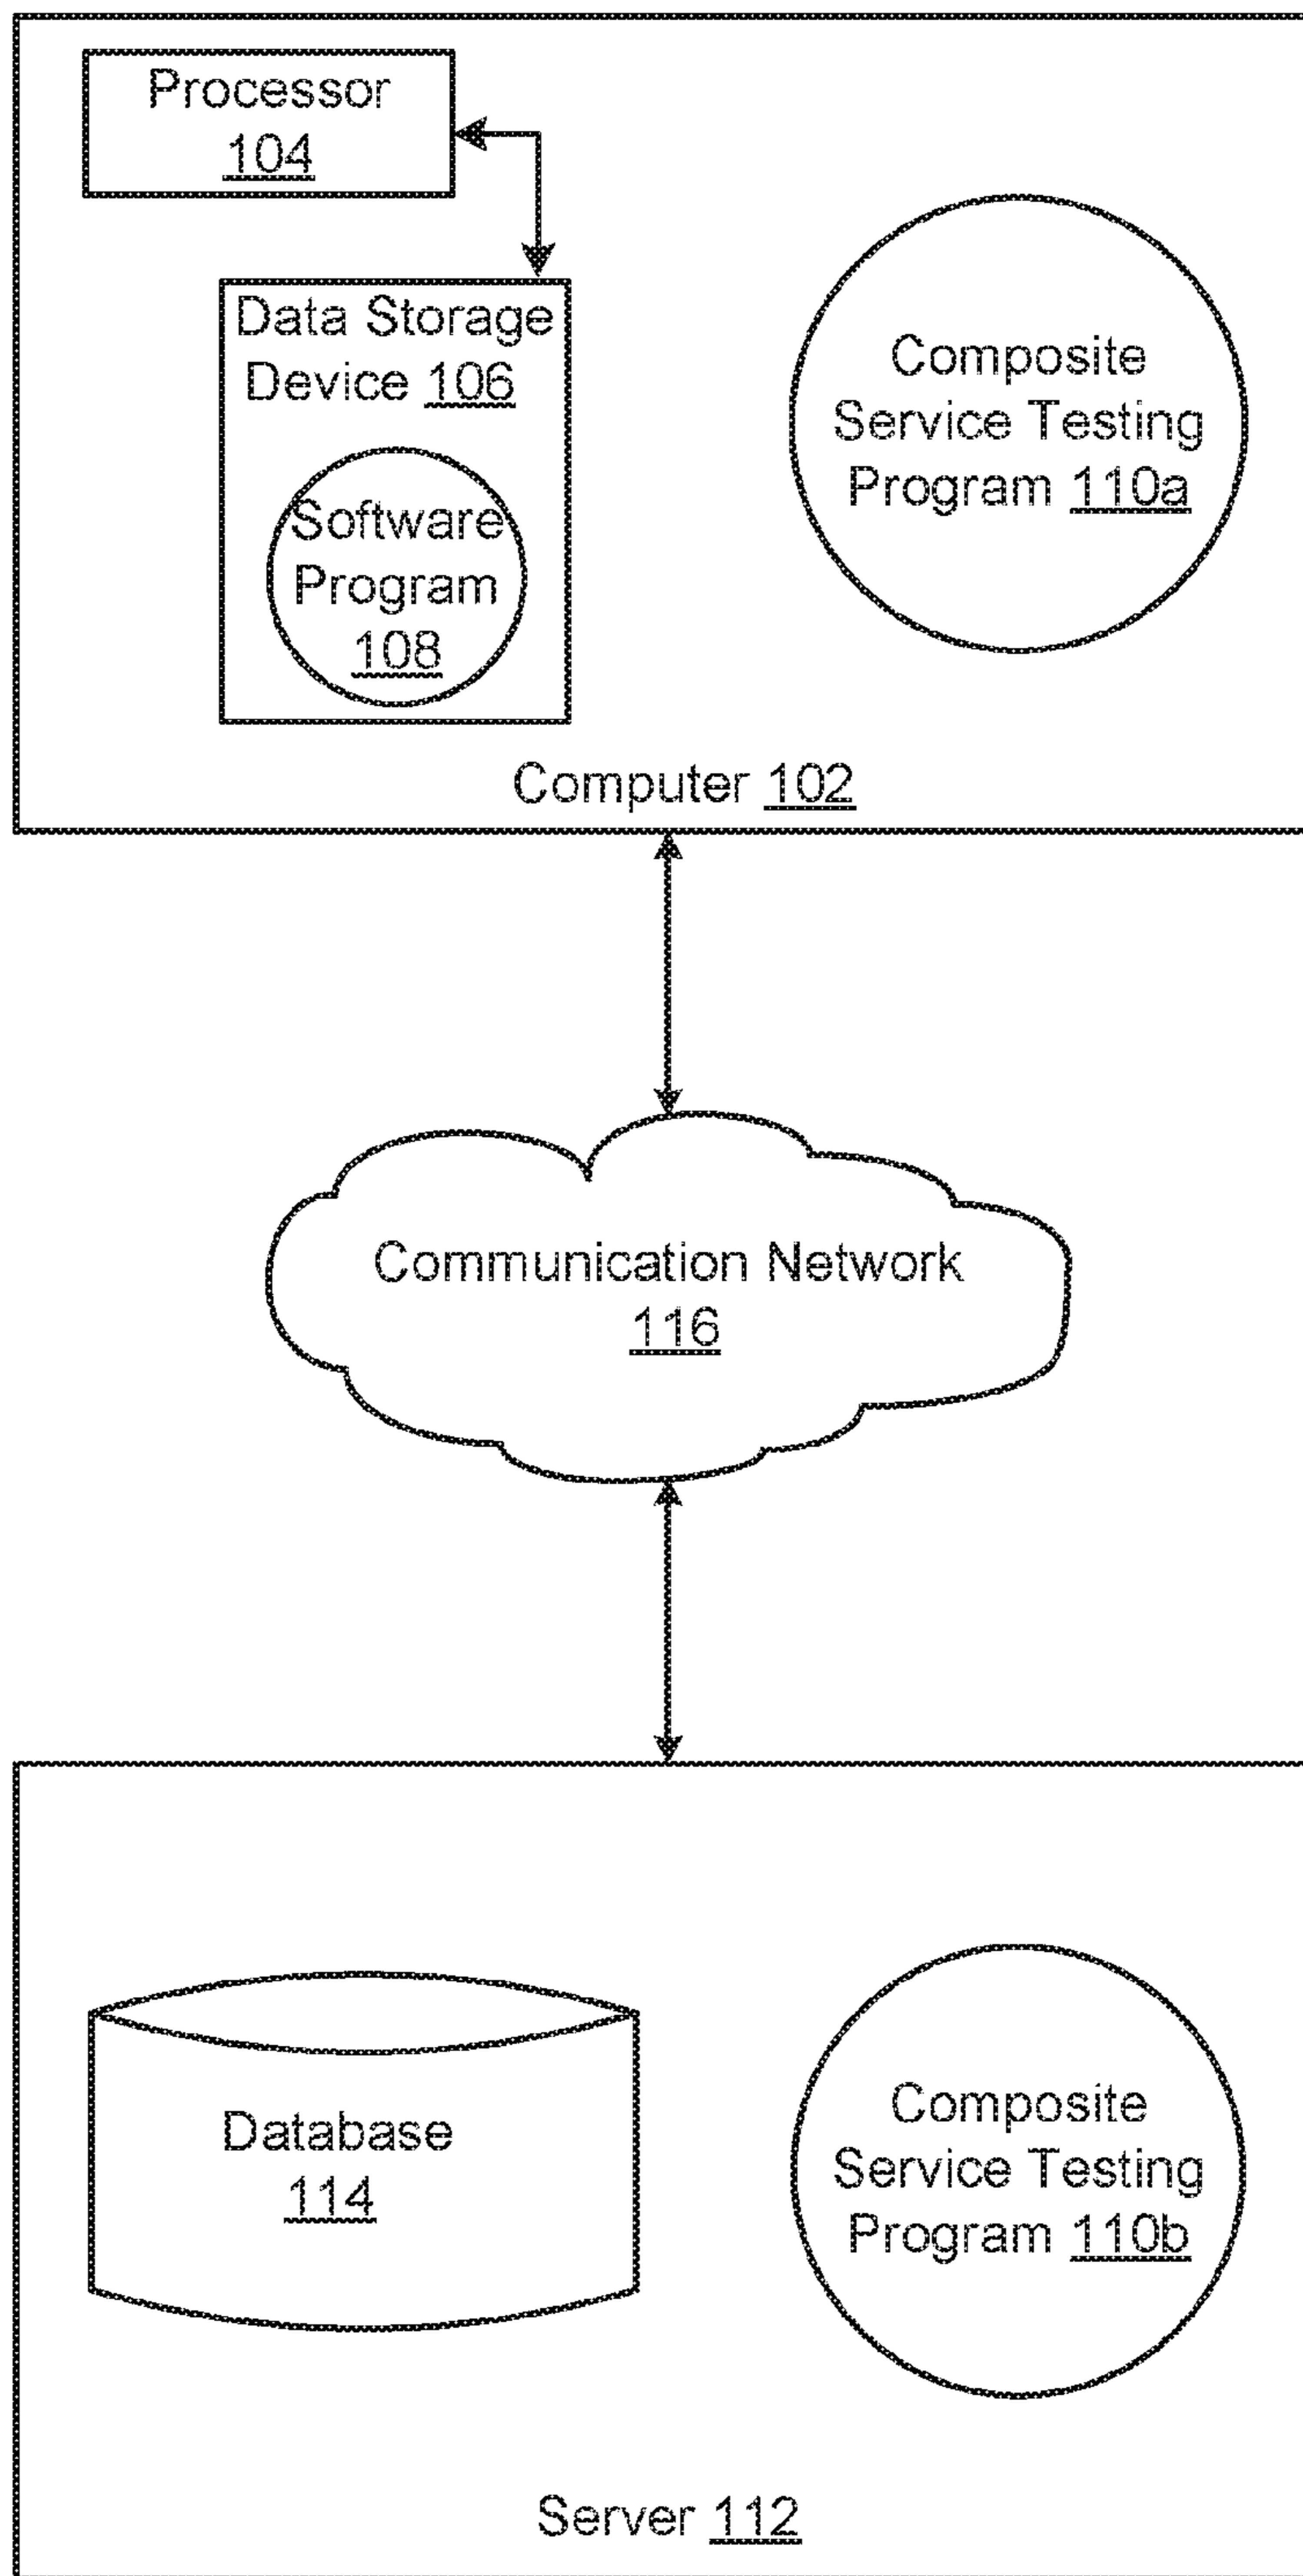 Processor
104
Data Storage
Device 106
Software
Program
108
Composite
Service Testing
Program 110a
Computer 102
Communication Network
116
Database
114
Composite
Service Testing
Program 110b
Server 112